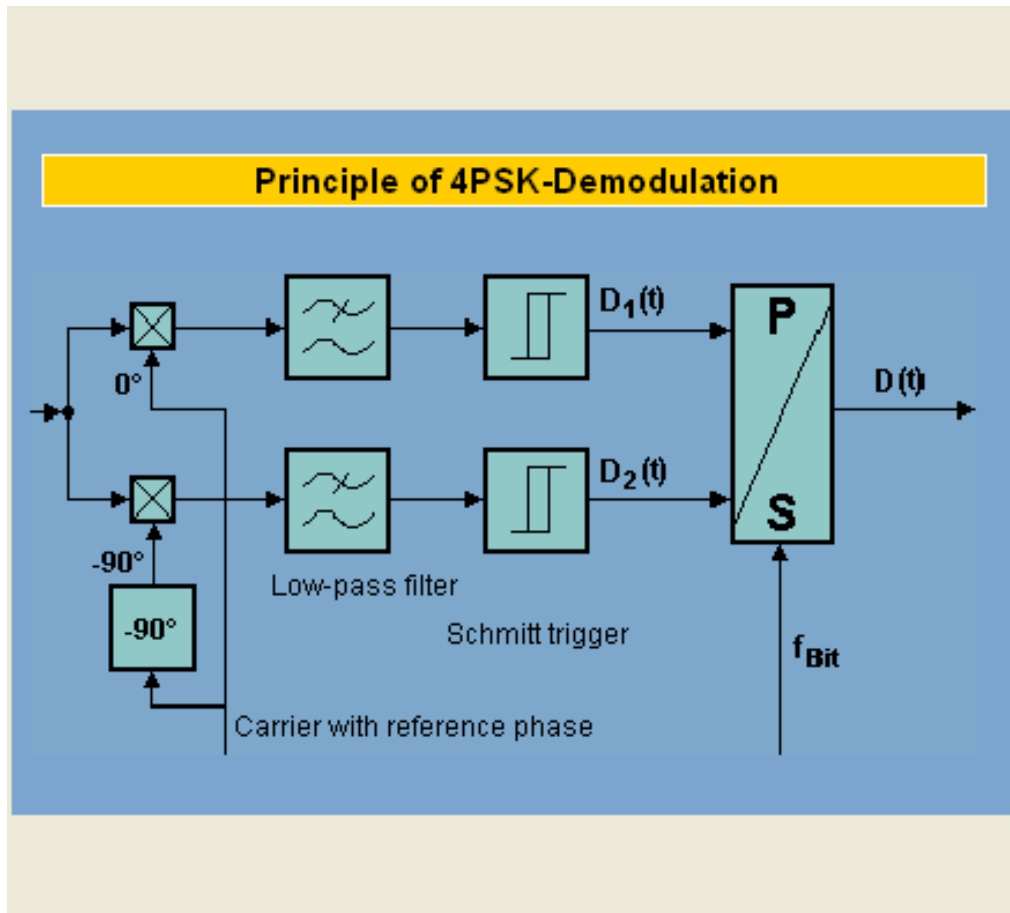 Principle of 4PSK-Demodulation
D1(t)
P
D(t)
0°
D2(t)
S
-90°
Low-pass filter
-90°
Schmitt trigger
fBit
Carrier with reference phase